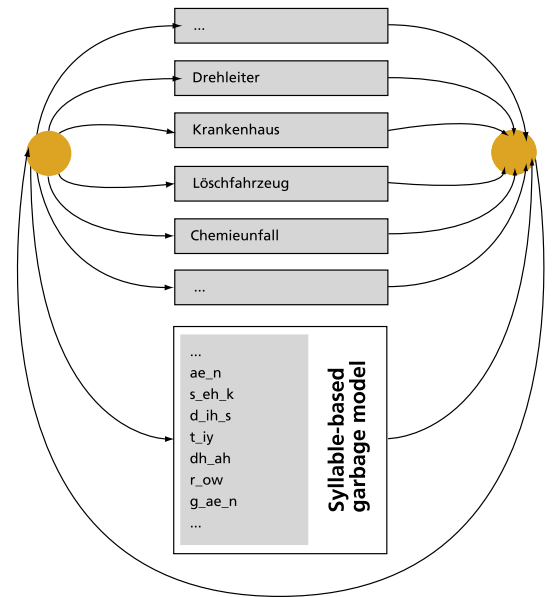 ...
Drehleiter
Krankenhaus
Löschfahrzeug
Chemieunfall
...
...
ae_n
s_eh_k
d_ih_s
t_iy
dh_ah
r_ow
g_ae_n
...
Syllable-based
garbage model